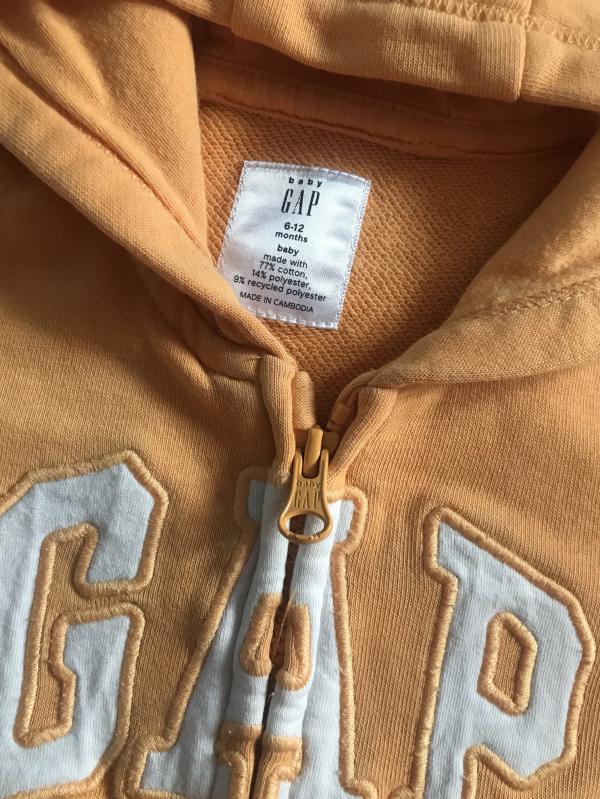 baby
GAP
6-12
months
baby
made with
77% cotton,
14% polyester,
9% recycled polyester
MADE IN CAMBODIA
baby
GAP
GAP